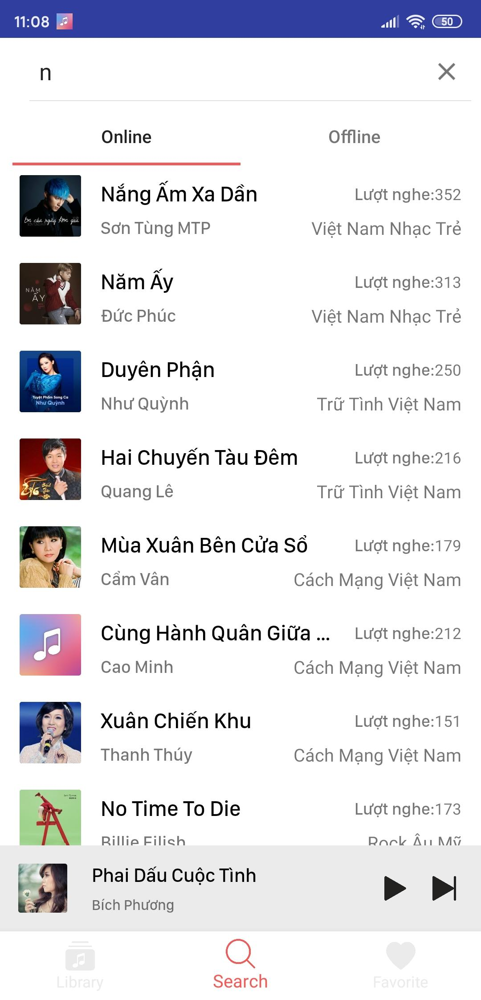 11:08
50
n
Online
Offline
Nắng Ấm Xa Dần
Lượt nghe:352
Em của ngày hôm qua
Sơn Tùng MTP
Việt Nam Nhạc Trẻ
Năm Ấy
Lượt nghe:313
NĂM
ẤY
Đức Phúc
Việt Nam Nhạc Trẻ
Duyên Phận
Lượt nghe:250
Tuyệt Phẩm Song Ca
Như Quỳnh
Như Quỳnh
Trữ Tình Việt Nam
Hai Chuyến Tàu Đêm
Lượt nghe:216
Quang Lê
Trữ Tình Việt Nam
Mùa Xuân Bên Cửa Sổ
Lượt nghe:179
Cẩm Vân
Cách Mạng Việt Nam
Cùng Hành Quân Giữa ...
Lượt nghe:212
Cao Minh
Cách Mạng Việt Nam
Xuân Chiến Khu
Lượt nghe:151
Thanh Thúy
Cách Mạng Việt Nam
No Time To Die
Lượt nghe:173
Billie Eilish
Rock Âu Mỹ
Phai Dấu Cuộc Tình
Bích Phương
Library
Search
Favorite